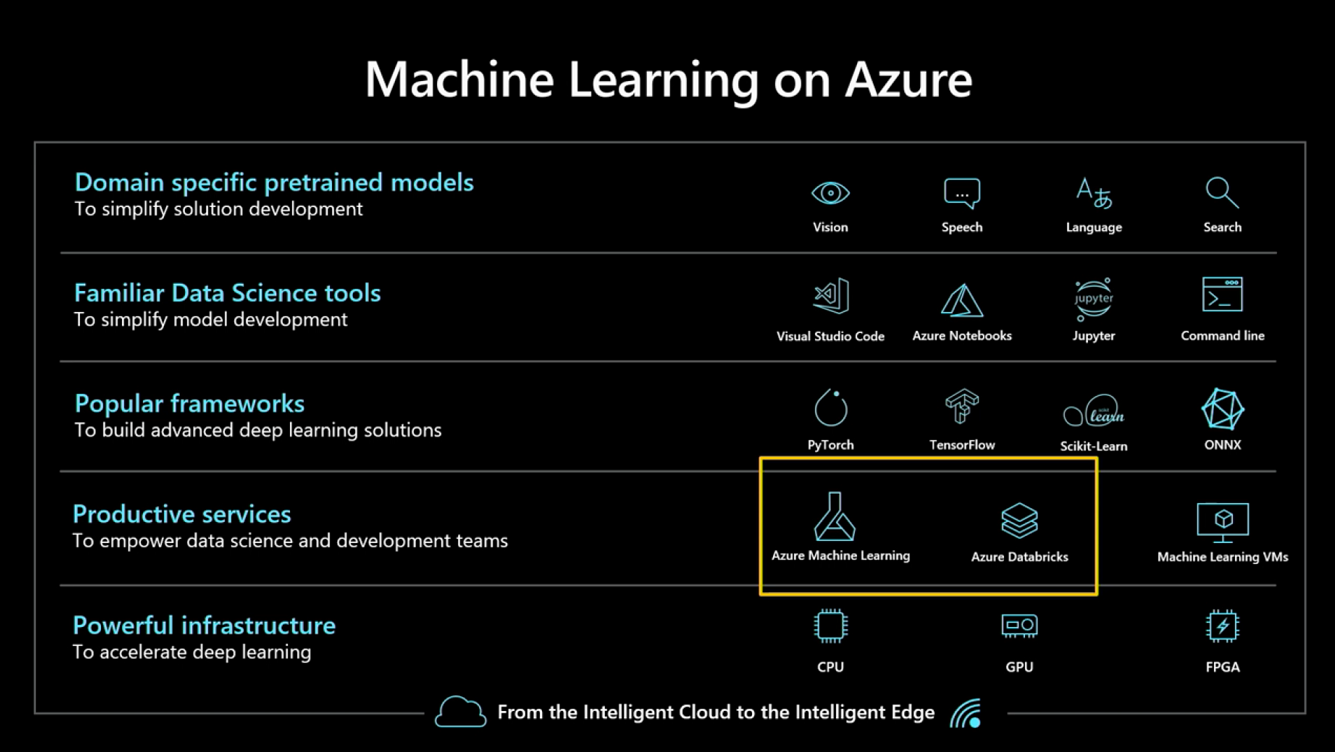 Machine Learning on Azure
Domain specific pretrained models
To simplify solution development
Vision
Speech
Aあ
Language
Search
Familiar Data Science tools
To simplify model development
Visual Studio Code
Azure Notebooks
jupyter
Jupyter
Command line
Popular frameworks
To build advanced deep learning solutions
PyTorch
TensorFlow
learn
Scikit-Learn
ONNX
Productive services
To empower data science and development teams
Azure Machine Learning
Azure Databricks
Machine Learning VMs
Powerful infrastructure
To accelerate deep learning
CPU
GPU
FPGA
From the Intelligent Cloud to the Intelligent Edge